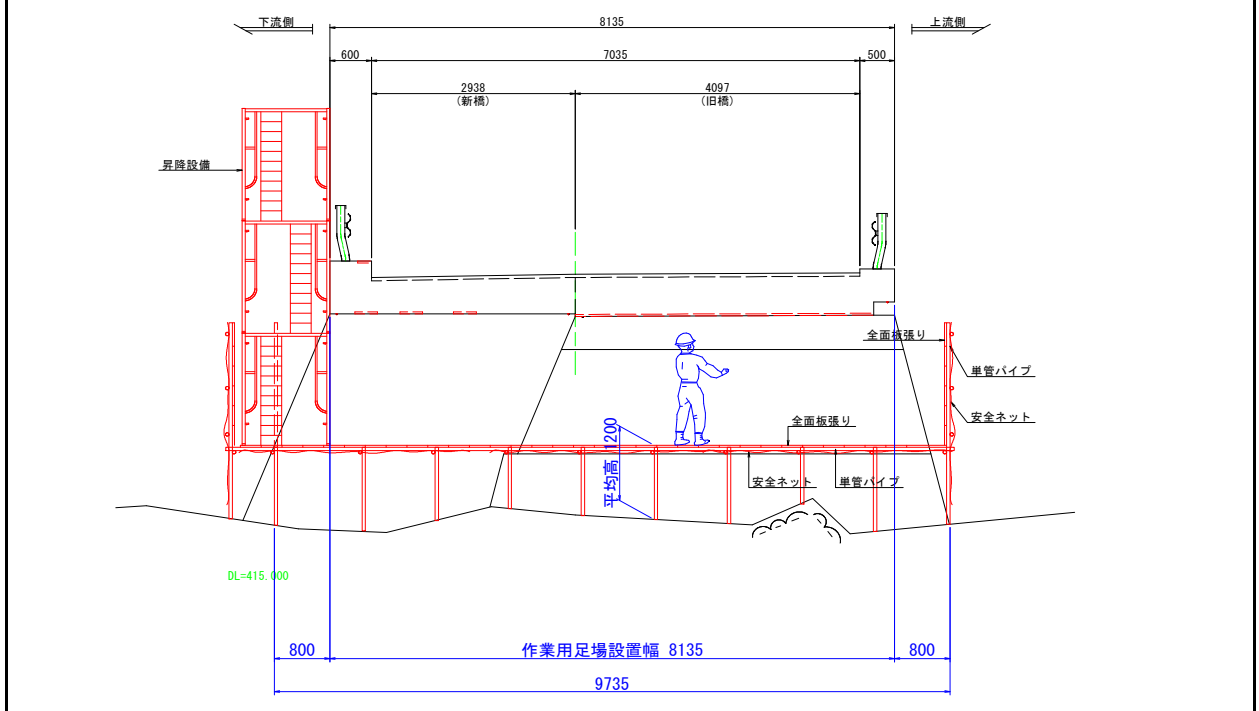 下流側
8135
上流側
600
7035
500
2938
(新橋)
4097
(旧橋)
昇降設備
全面板張り
単管パイプ
全面板張り
安全ネット
平均高 1200
安全ネット
単管パイプ
DL=415.000
800
作業用足場設置幅 8135
800
9735